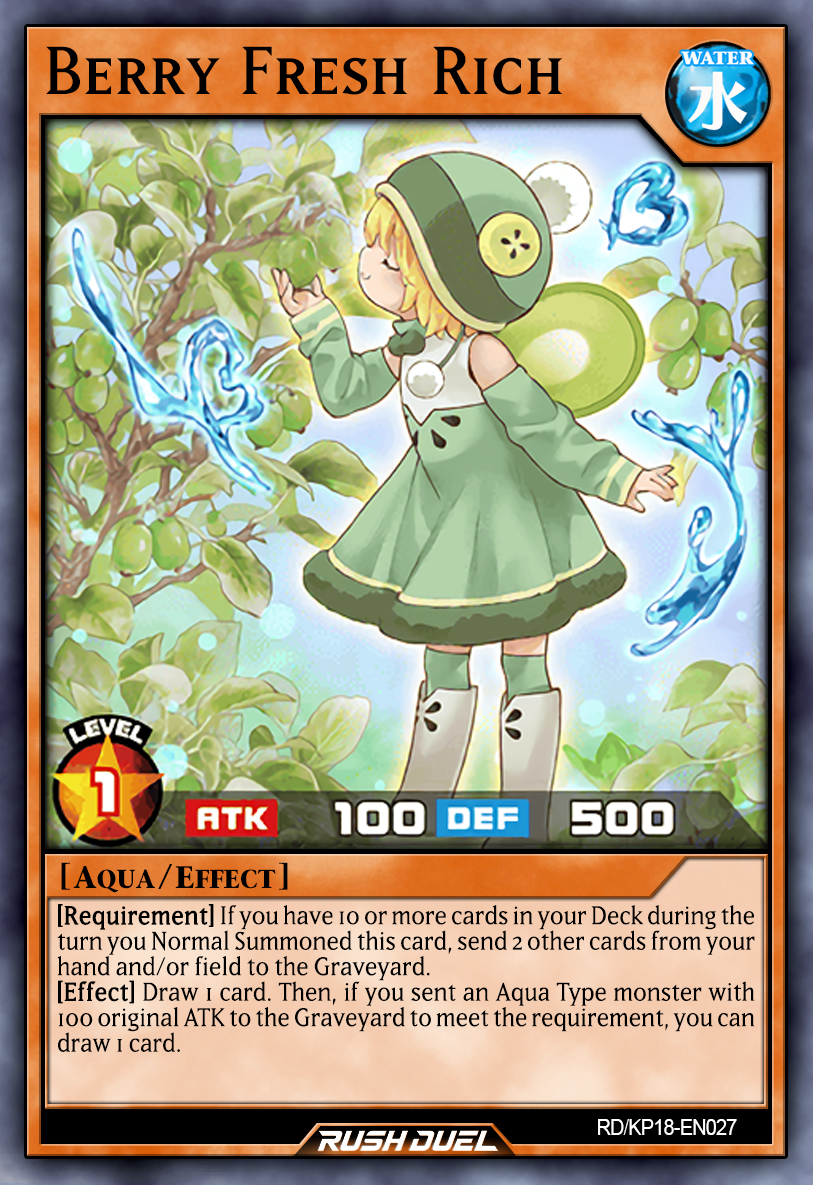 Berry Fresh Rich
WATER
水
LEVEL
1
ATK 100 DEF 500
[Aqua/Effect]
[Requirement] If you have 10 or more cards in your Deck during the
turn you Normal Summoned this card, send 2 other cards from your
hand and/or field to the Graveyard.
[Effect] Draw 1 card. Then, if you sent an Aqua Type monster with
100 original ATK to the Graveyard to meet the requirement, you can
draw 1 card.
RD/KP18-EN027
RUSH DUEL